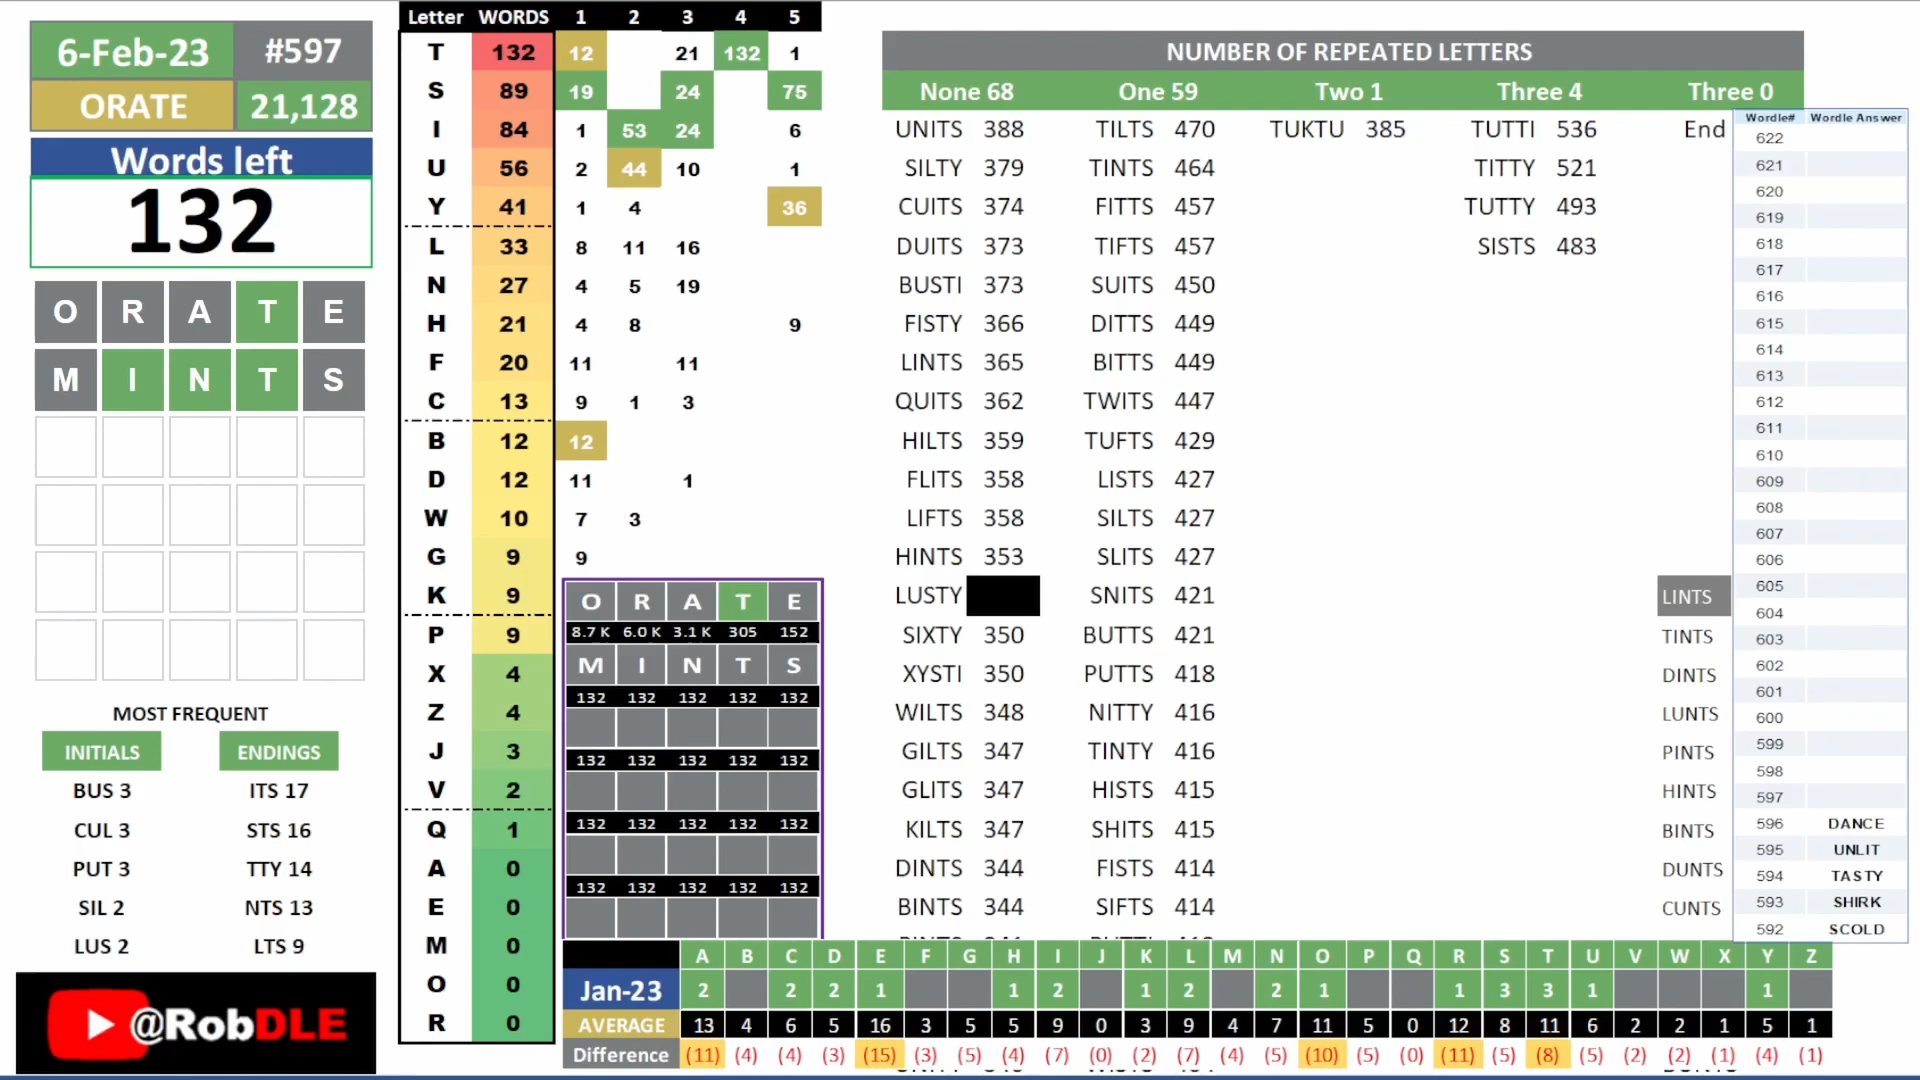 6-Feb-23 #597
ORATE 21,128
Words left
132
O R A T E
M I N T S
MOST FREQUENT
INITIALS ENDINGS
BUS 3 ITS 17
CUL 3 STS 16
PUT 3 TTY 14
SIL 2 NTS 13
LUS 2 LTS 9
@RobDLE
Letter WORDS 1 2 3 4 5
T 132 12 21 132 1
S 89 19 24 75
I 84 1 53 24 6
U 56 2 44 10 1
Y 41 1 4 36
L 33 8 11 16
N 27 4 5 19
H 21 4 8 9
F 20 11 11
C 13 9 1 3
B 12 12
D 12 11 1
W 10 7 3
G 9 9
K 9
P 9
X 4
Z 4
J 3
V 2
Q 1
A 0
E 0
M 0
O 0
R 0
O R A T E
8.7 K 6.0 K 3.1 K 305 152
M I N T S
132 132 132 132 132
132 132 132 132 132
132 132 132 132 132
132 132 132 132 132
NUMBER OF REPEATED LETTERS
None 68 One 59 Two 1 Three 4 Three 0
UNITS 388 TILTS 470 TUKTU 385 TUTTI 536 End
SILTY 379 TINTS 464 TITTY 521
CUITS 374 FITTS 457 TUTTY 493
DUITS 373 TIFTS 457 SISTS 483
BUSTI 373 SUITS 450
FISTY 366 DITTS 449
LINTS 365 BITTS 449
QUITS 362 TWITS 447
HILTS 359 TUFTS 429
FLITS 358 LISTS 427
LIFTS 358 SILTS 427
HINTS 353 SLITS 427
LUSTY SNITS 421
SIXTY 350 BUTTS 421
XYSTI 350 PUTTS 418
WILTS 348 NITTY 416
GILTS 347 TINTY 416
GLITS 347 HISTS 415
KILTS 347 SHITS 415
DINTS 344 FISTS 414
BINTS 344 SIFTS 414
LINTS
TINTS
DINTS
LUNTS
PINTS
HINTS
BINTS
DUNTS
CUNTS
Wordle# Wordle Answer
622
621
620
619
618
617
616
615
614
613
612
611
610
609
608
607
606
605
604
603
602
601
600
599
598
597
596 DANCE
595 UNLIT
594 TASTY
593 SHIRK
592 SCOLD
A B C D E F G H I J K L M N O P Q R S T U V W X Y Z
Jan-23 2 2 2 1 1 2 1 2 2 1 1 3 3 1 1
AVERAGE 13 4 6 5 16 3 5 5 9 0 3 9 4 7 11 5 0 12 8 11 6 2 2 1 5 1
Difference (11) (4) (4) (3) (15) (3) (5) (4) (7) (0) (2) (7) (4) (5) (10) (5) (0) (11) (5) (8) (5) (2) (2) (1) (4) (1)